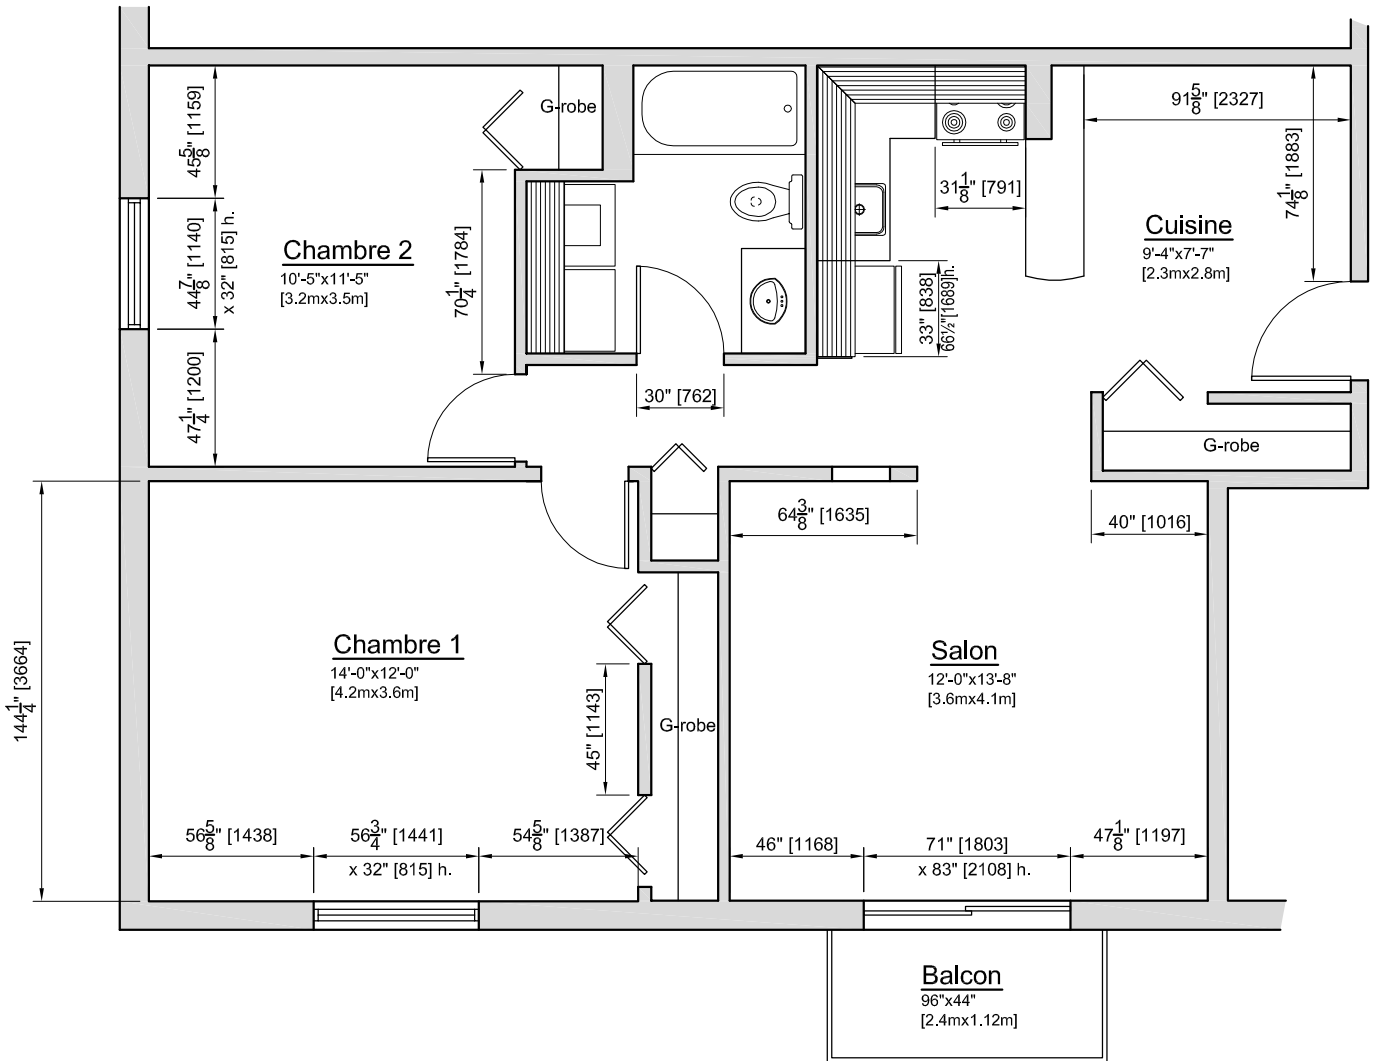 G-robe
45 5/8" [1159]
91 5/8" [2327]
74 1/8" [1883]
31 1/8" [791]
Chambre 2
10'-5"x11'-5"
[3.2mx3.5m]
44 7/8" [1140]
x 32" [815] h.
70 1/4" [1784]
Cuisine
9'-4"x7'-7"
[2.3mx2.8m]
33" [838]
66½"[1689]h.
47 1/4" [1200]
30" [762]
G-robe
64 3/8" [1635]
40" [1016]
144 1/4" [3664]
Chambre 1
14'-0"x12'-0"
[4.2mx3.6m]
45" [1143]
G-robe
Salon
12'-0"x13'-8"
[3.6mx4.1m]
56 5/8" [1438]
56 3/4" [1441]
x 32" [815] h.
54 5/8" [1387]
46" [1168]
71" [1803]
x 83" [2108] h.
47 1/8" [1197]
Balcon
96"x44"
[2.4mx1.12m]